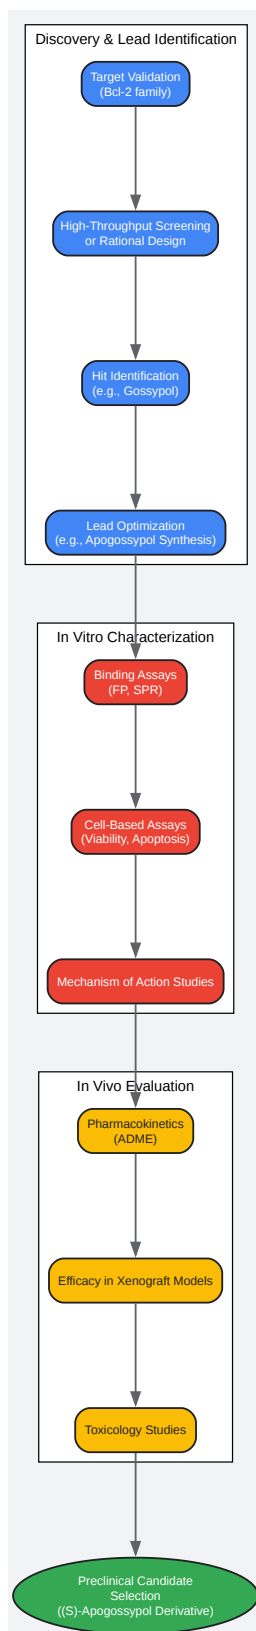 Discovery & Lead Identification
Target Validation
(Bcl-2 family)
High-Throughput Screening
or Rational Design
Hit Identification
(e.g., Gossypol)
Lead Optimization
(e.g., Apogossypol Synthesis)
In Vitro Characterization
Binding Assays
(FP, SPR)
Cell-Based Assays
(Viability, Apoptosis)
Mechanism of Action Studies
In Vivo Evaluation
Pharmacokinetics
(ADME)
Efficacy in Xenograft Models
Toxicology Studies
Preclinical Candidate
Selection
((S)-Apogossypol Derivative)